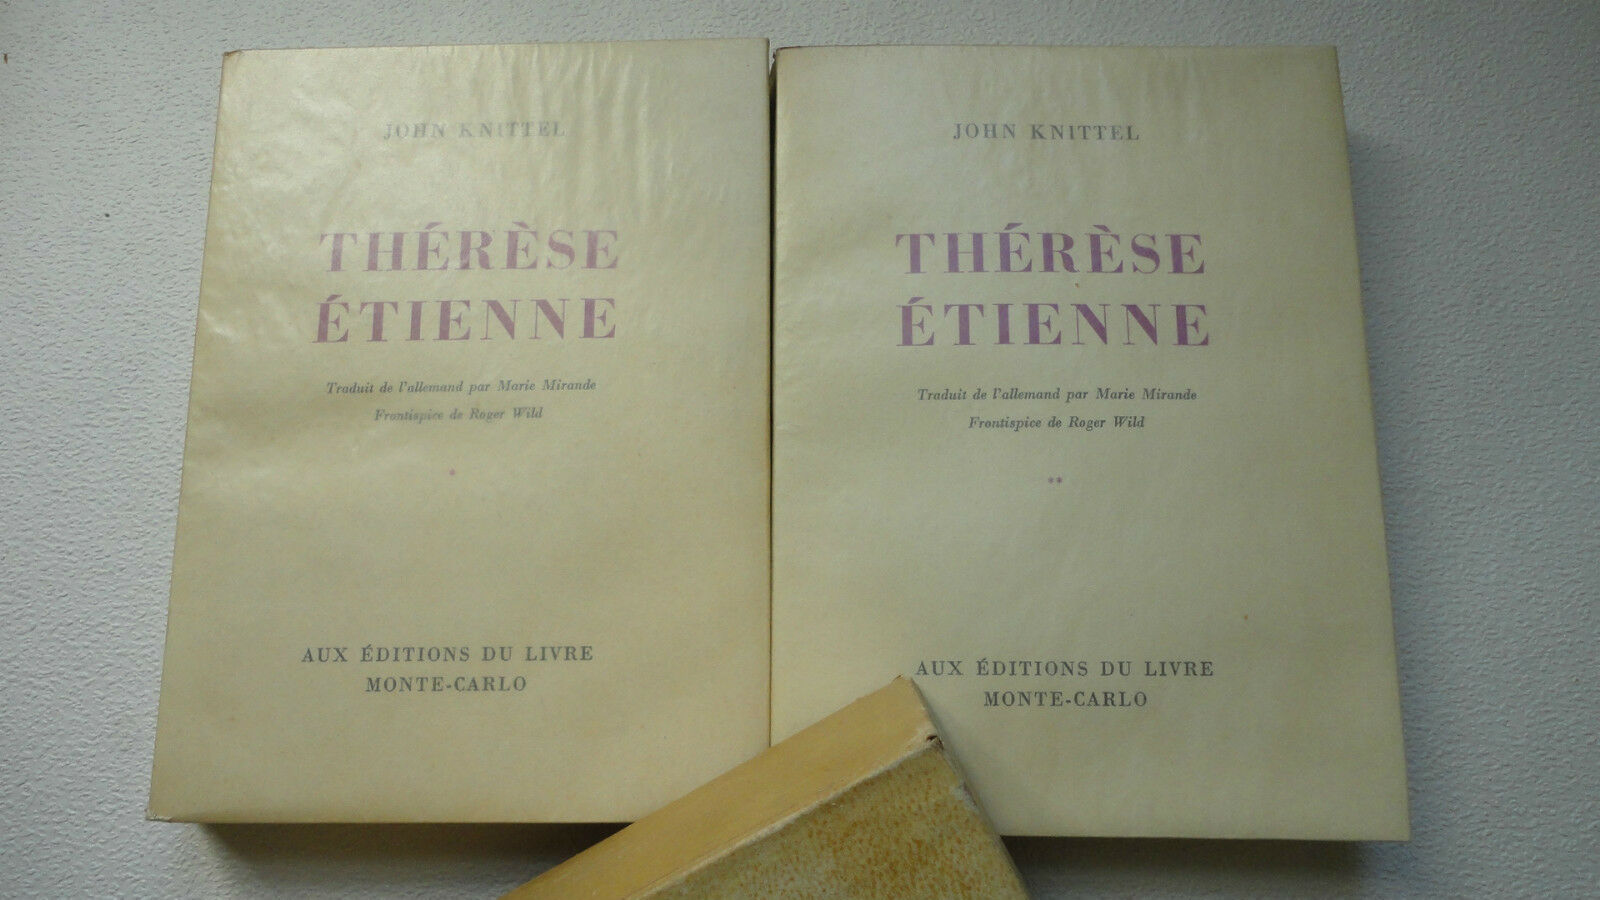 JOHN KNITTEL
THÉRÈSE
ÉTIENNE
Traduit de l'allemand par Marie Mirande
Frontispice de Roger Wild
*
AUX ÉDITIONS DU LIVRE
MONTE-CARLO
JOHN KNITTEL
THÉRÈSE
ÉTIENNE
Traduit de l'allemand par Marie Mirande
Frontispice de Roger Wild
**
AUX ÉDITIONS DU LIVRE
MONTE-CARLO